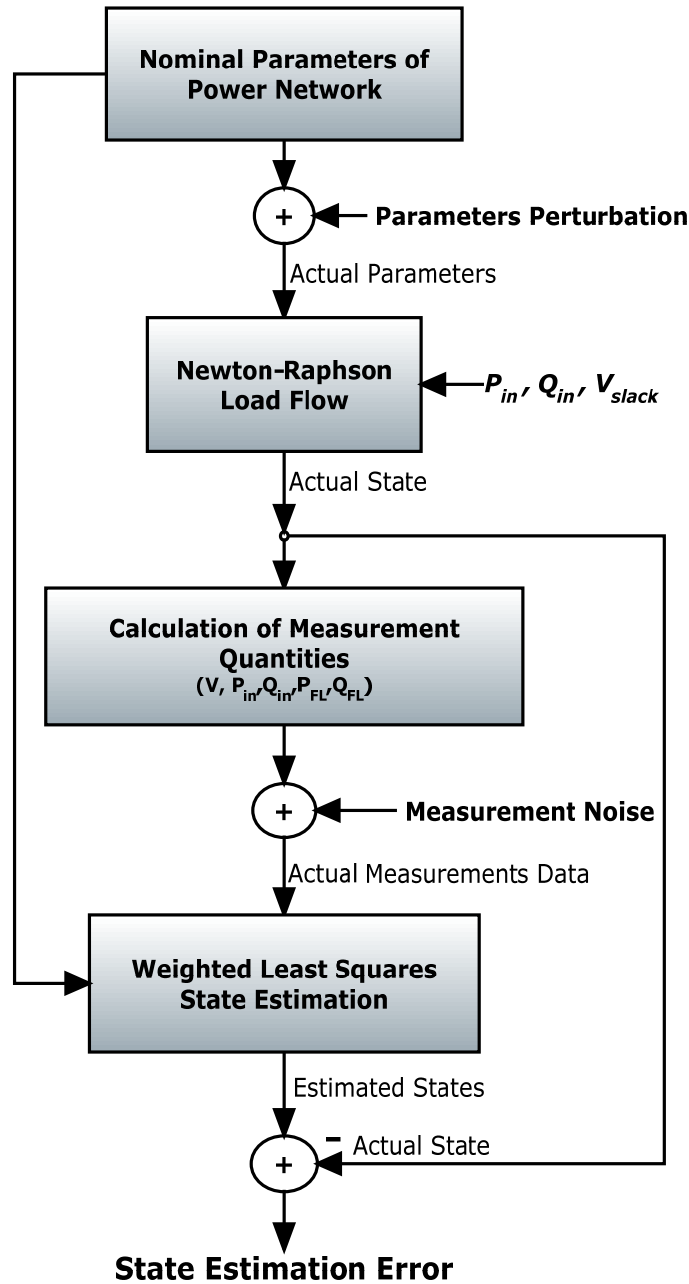 Nominal Parameters of
Power Network
+
Parameters Perturbation
Actual Parameters
Newton-Raphson
Load Flow
Pin, Qin, Vslack
Actual State
Calculation of Measurement
Quantities
(V, Pin,Qin,PFL,QFL)
+
Measurement Noise
Actual Measurements Data
Weighted Least Squares
State Estimation
Estimated States
- Actual State
+
State Estimation Error